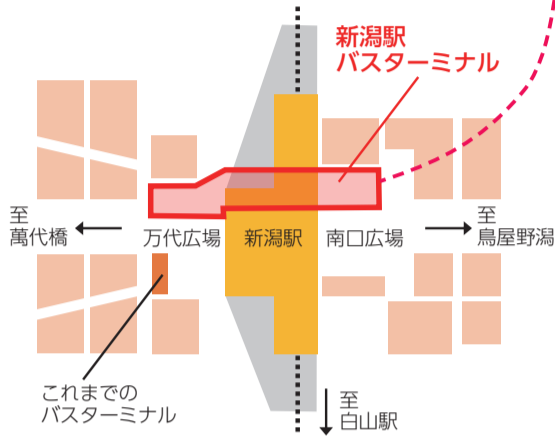 新潟駅
バスターミナル
至
萬代橋
万代広場
新潟駅
南口広場
至
鳥屋野潟
これまでの
バスターミナル
至
白山駅